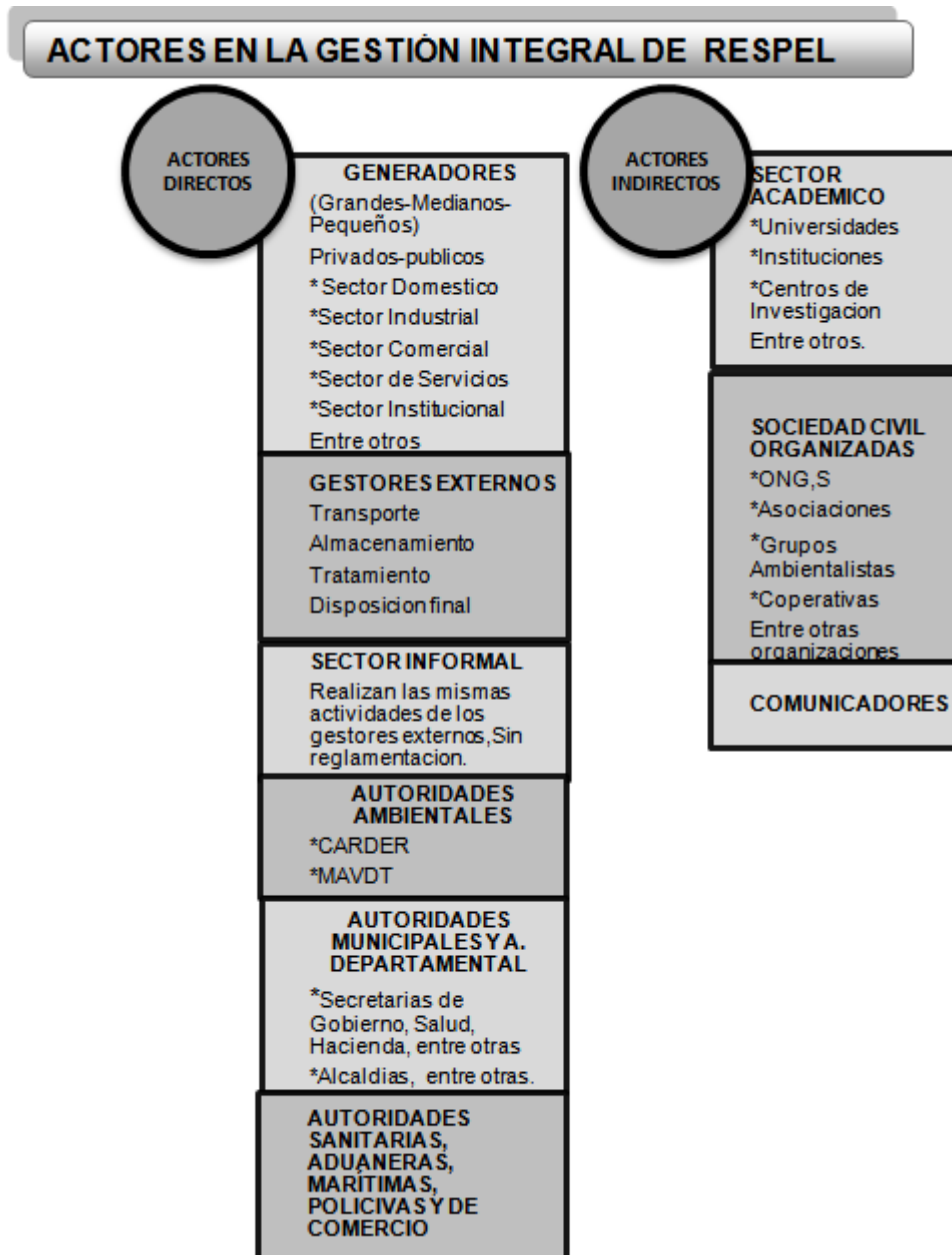 ACTORES EN LA GESTIÓN INTEGRAL DE RESPEL
ACTORES
DIRECTOS
GENERADORES
(Grandes-Medianos-
Pequeños)
Privados-publicos
* Sector Domestico
*Sector Industrial
*Sector Comercial
*Sector de Servicios
*Sector Institucional
Entre otros
GESTORES EXTERNOS
Transporte
Almacenamiento
Tratamiento
Disposicion final
SECTOR INFORMAL
Realizan las mismas
actividades de los
gestores externos,Sin
reglamentacion.
AUTORIDADES
AMBIENTALES
*CARDER
*MAVDT
AUTORIDADES
MUNICIPALES Y A.
DEPARTAMENTAL
*Secretarias de
Gobierno, Salud,
Hacienda, entre otras
*Alcaldias, entre otras.
AUTORIDADES
SANITARIAS,
ADUANERAS,
MARÍTIMAS,
POLICIVAS Y DE
COMERCIO
ACTORES
INDIRECTOS
SECTOR
ACADEMICO
*Universidades
*Instituciones
*Centros de
Investigacion
Entre otros.
SOCIEDAD CIVIL
ORGANIZADAS
*ONG,S
*Asociaciones
*Grupos
Ambientalistas
*Coperativas
Entre otras
organizaciones
COMUNICADORES